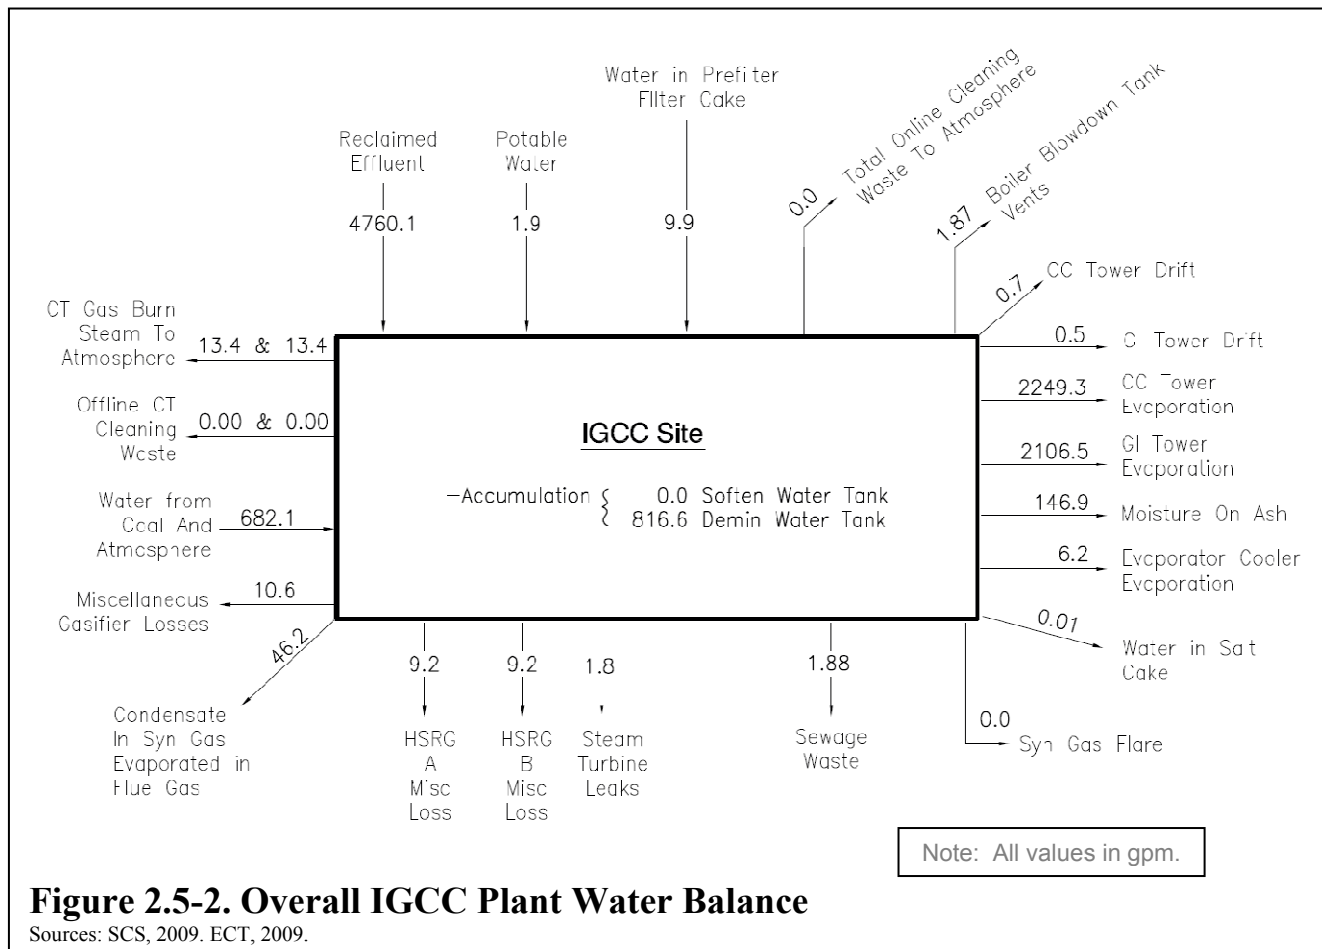 Water in Prefilter
Filter Cake
Total Online Cleaning
Waste To Atmosphere
Reclaimed
Effluent
Potable
Water
Boiler Blowdown Tank
Vents
4760.1
1.9
9.9
0.0
1.87
CC Tower Drift
0.7
CT Gas Burn
Steam To
Atmosphere
13.4 & 13.4
0.5
G Tower Drift
2249.3
CC Tower
Evaporation
Offline CT
Cleaning
Waste
0.00 & 0.00
IGCC Site
2106.5
GI Tower
Evaporation
-Accumulation
0.0 Soften Water Tank
816.6 Demin Water Tank
Water from
Coal And
Atmosphere
682.1
146.9
Moisture On Ash
6.2
Evaporator Cooler
Evaporation
Miscellaneous
Gasifier Losses
10.6
0.01
Water in Salt
Cake
46.2
9.2
9.2
1.8
1.88
0.0
Syn Gas Flare
Condensate
In Syn Gas
Evaporated in
Flue Gas
HSRG
A
Misc
Loss
HSRG
B
Misc
Loss
Steam
Turbine
Leaks
Sewage
Waste
Note: All values in gpm.
Figure 2.5-2. Overall IGCC Plant Water Balance
Sources: SCS, 2009. ECT, 2009.